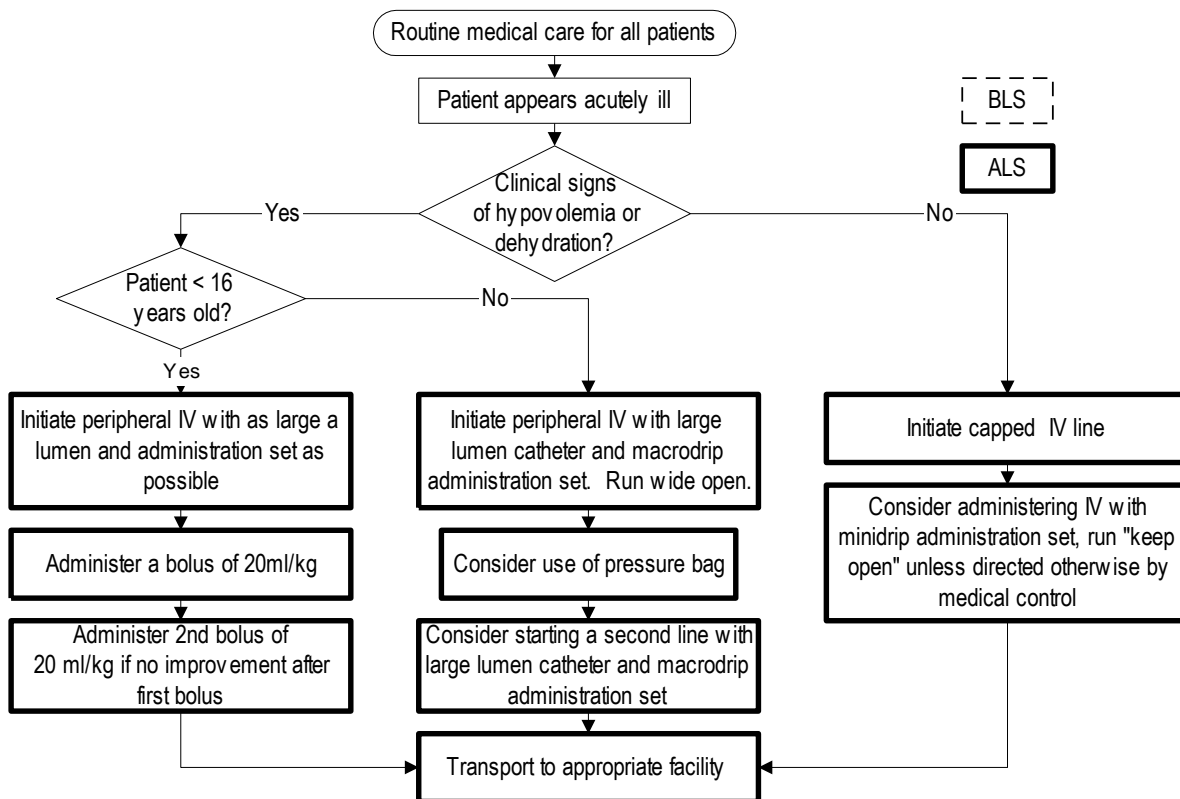 Routine medical care for all patients
Patient appears acutely ill
BLS
ALS
Clinical signs
of hypovolemia or
dehydration?
Yes
No
Patient < 16
years old?
No
Yes
Initiate peripheral IV with as large a
lumen and administration set as
possible
Initiate peripheral IV with large
lumen catheter and macrodrip
administration set. Run wide open.
Initiate capped IV line
Administer a bolus of 20ml/kg
Consider use of pressure bag
Consider administering IV with
minidrip administration set, run "keep
open" unless directed otherwise by
medical control
Administer 2nd bolus of
20 ml/kg if no improvement after
first bolus
Consider starting a second line with
large lumen catheter and macrodrip
administration set
Transport to appropriate facility